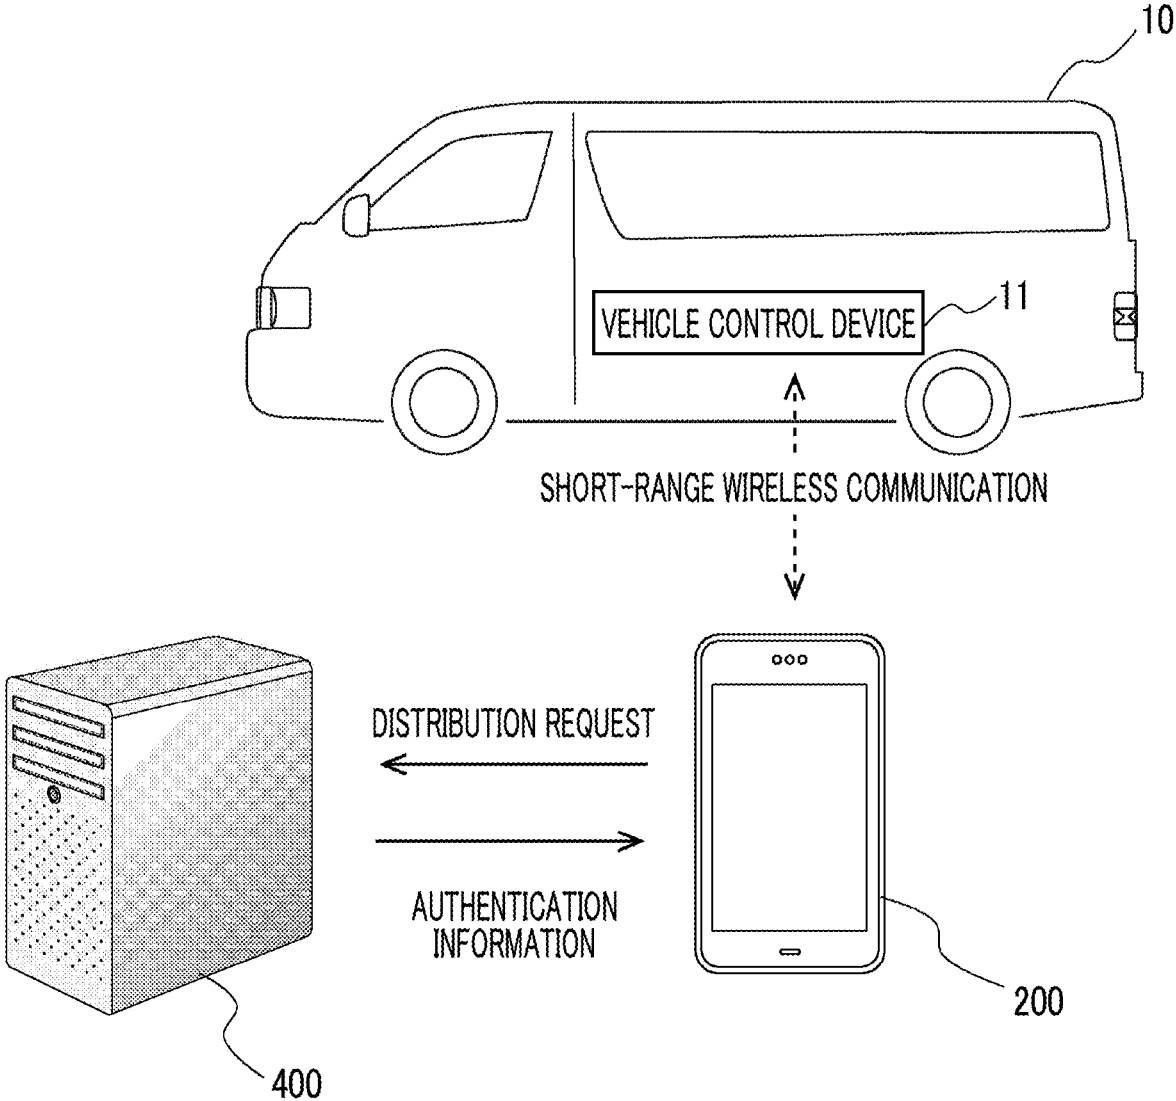 10
VEHICLE CONTROL DEVICE
11
SHORT-RANGE WIRELESS COMMUNICATION
DISTRIBUTION REQUEST
AUTHENTICATION
INFORMATION
200
400